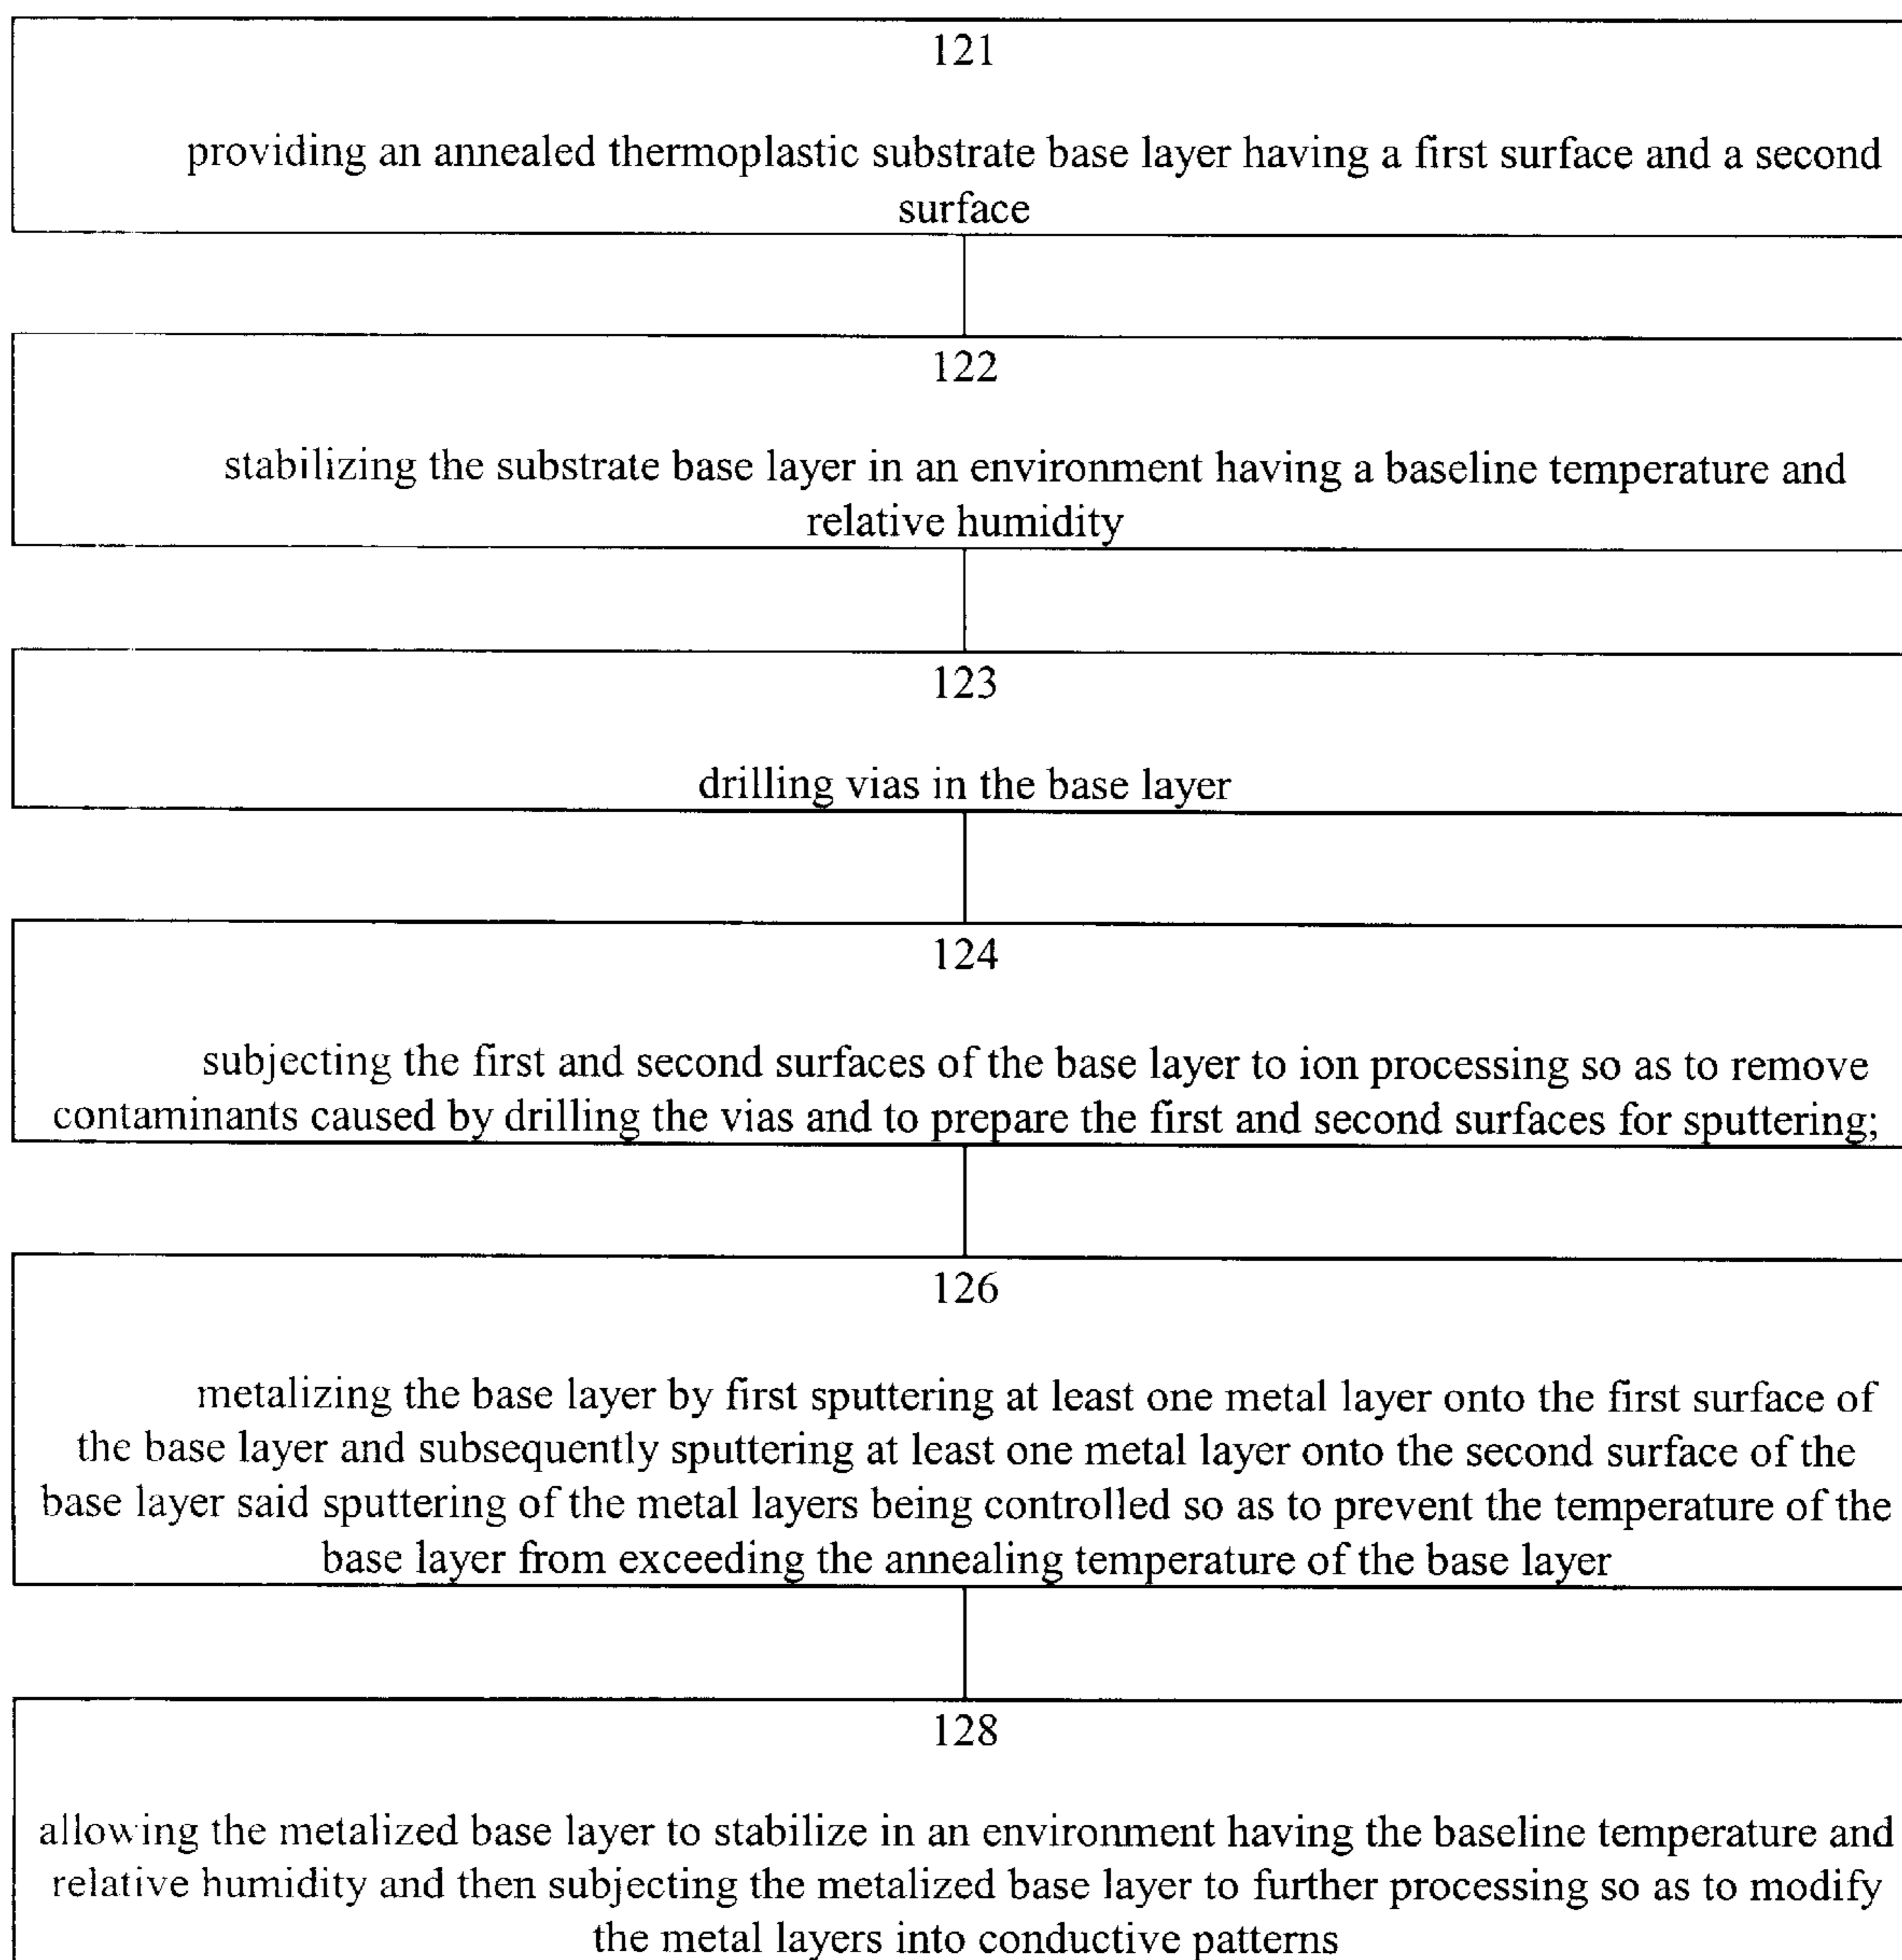 121
providing an annealed thermoplastic substrate base layer having a first surface and a second
surface
122
stabilizing the substrate base layer in an environment having a baseline temperature and
relative humidity
123
drilling vias in the base layer
124
subjecting the first and second surfaces of the base layer to ion processing so as to remove
contaminants caused by drilling the vias and to prepare the first and second surfaces for sputtering;
126
metalizing the base layer by first sputtering at least one metal layer onto the first surface of
the base layer and subsequently sputtering at least one metal layer onto the second surface of the
base layer said sputtering of the metal layers being controlled so as to prevent the temperature of the
base layer from exceeding the annealing temperature of the base layer
128
allowing the metalized base layer to stabilize in an environment having the baseline temperature and
relative humidity and then subjecting the metalized base layer to further processing so as to modify
the metal layers into conductive patterns